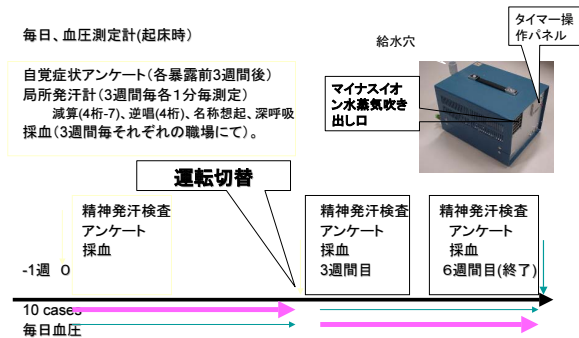 毎日、血圧測定計(起床時)
給水穴
タイマー操
作パネル
自覚症状アンケート(各暴露前3週間後)
局所発汗計(3週間毎各1分毎測定)
減算(4桁-7)、逆唱(4桁)、名称想起、深呼吸
採血(3週間毎それぞれの職場にて)。
マイナスイオ
ン水蒸気吹き
出し口
運転切替
精神発汗検査
アンケート
採血
精神発汗検査
アンケート
採血
3週間目
精神発汗検査
アンケート
採血
6週間目(終了)
-1週 0
10 cases
毎日血圧